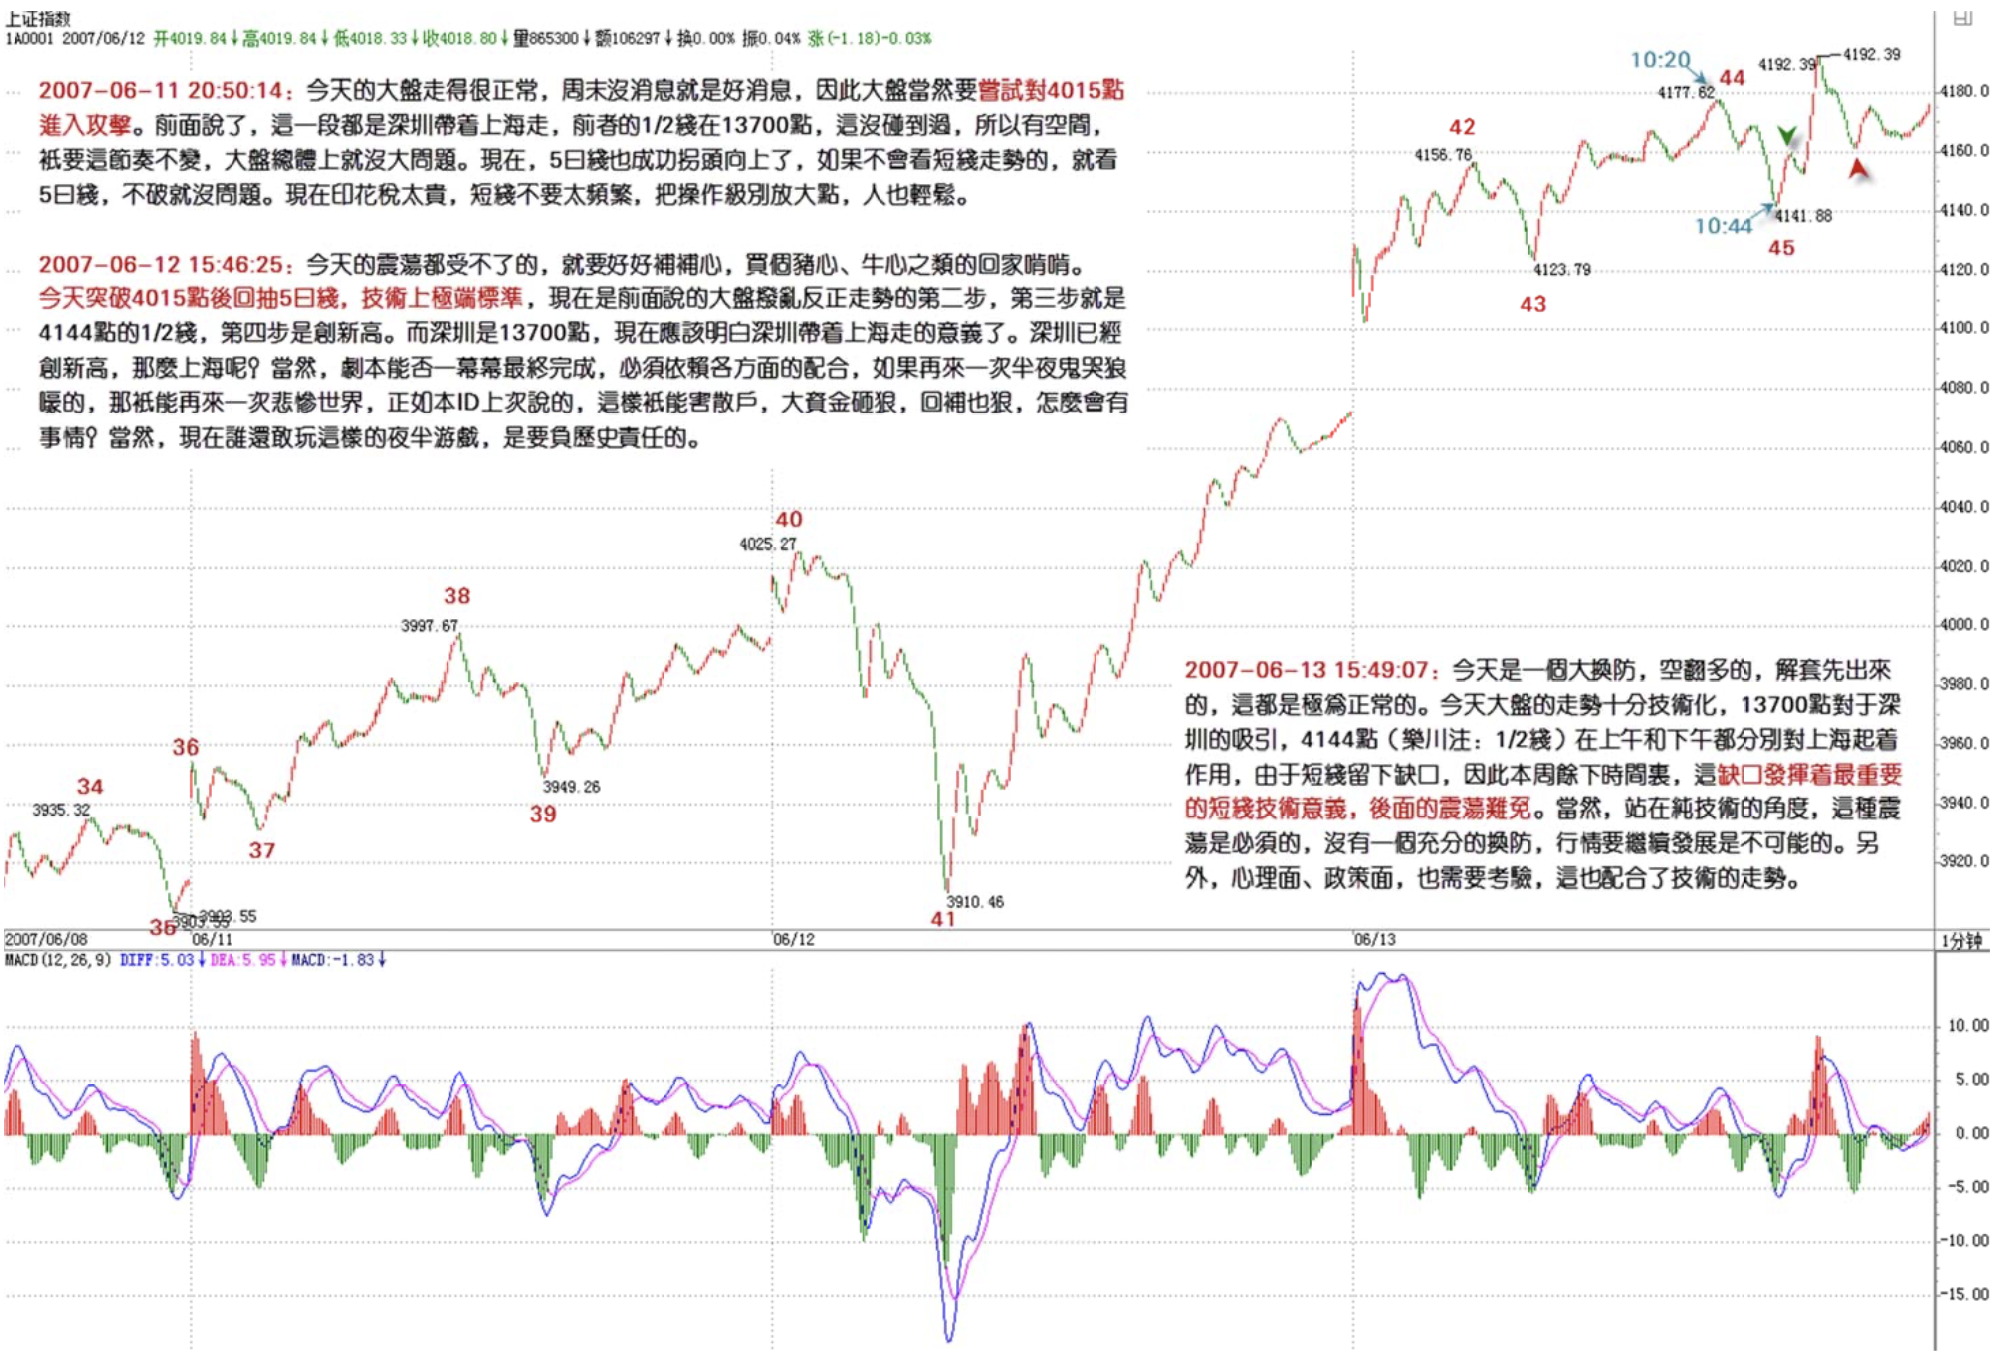 上证指数
1A0001 2007/06/12 开4019.84↓高4019.84↓低4018.33↓收4018.80↓量865300↓额106297↓换0.00% 振0.04% 涨(-1.18)-0.03%
2007-06-11 20:50:14：今天的大盤走得很正常，周末沒消息就是好消息，因此大盤當然要嘗試對4015點
進入攻擊。前面說了，這一段都是深圳帶着上海走，前者的1/2綫在13700點，這沒碰到過，所以有空間，
衹要這節奏不變，大盤總體上就沒大問題。現在，5日綫也成功拐頭向上了，如果不會看短綫走勢的，就看
5日綫，不破就沒問題。現在印花稅太貴，短綫不要太頻繁，把操作級別放大點，人也輕鬆。
2007-06-12 15:46:25：今天的震蕩都受不了的，就要好好補補心，買個豬心、牛心之類的回家啃啃。
今天突破4015點後回抽5日綫，技術上極端標準，現在是前面說的大盤撥亂反正走勢的第二步，第三步就是
4144點的1/2綫，第四步是創新高。而深圳是13700點，現在應該明白深圳帶着上海走的意義了。深圳已經
創新高，那麼上海呢？當然，劇本能否一幕幕最終完成，必須依賴各方面的配合，如果再來一次半夜鬼哭狼
嚎的，那衹能再來一次悲慘世界，正如本ID上次說的，這樣衹能害散戶，大資金砸狠，回補也狠，怎麼會有
事情？當然，現在誰還敢玩這樣的夜半游戲，是要負歷史責任的。
10:20
44
4192.39
4192.39
4177.62
42
4156.76
10:44
4141.88
45
4123.79
43
4180.0
4160.0
4140.0
4120.0
4100.0
4080.0
4060.0
4040.0
4020.0
4000.0
3980.0
3960.0
3940.0
3920.0
40
4025.27
38
3997.67
36
34
3935.32
37
3949.26
39
35
3903.55
3903.55
3910.46
41
2007-06-13 15:49:07：今天是一個大換防，空翻多的，解套先出來
的，這都是極爲正常的。今天大盤的走勢十分技術化，13700點對于深
圳的吸引，4144點（樂川注：1/2綫）在上午和下午都分別對上海起着
作用，由于短綫留下缺口，因此本周餘下時間裏，這缺口發揮着最重要
的短綫技術意義，後面的震蕩難免。當然，站在純技術的角度，這種震
蕩是必須的，沒有一個充分的換防，行情要繼續發展是不可能的。另
外，心理面、政策面，也需要考驗，這也配合了技術的走勢。
2007/06/08
06/11
06/12
06/13
1分钟
MACD(12,26,9) DIFF:5.03↓ DEA:5.95↓ MACD:-1.83↓
10.00
5.00
0.00
-5.00
-10.00
-15.00